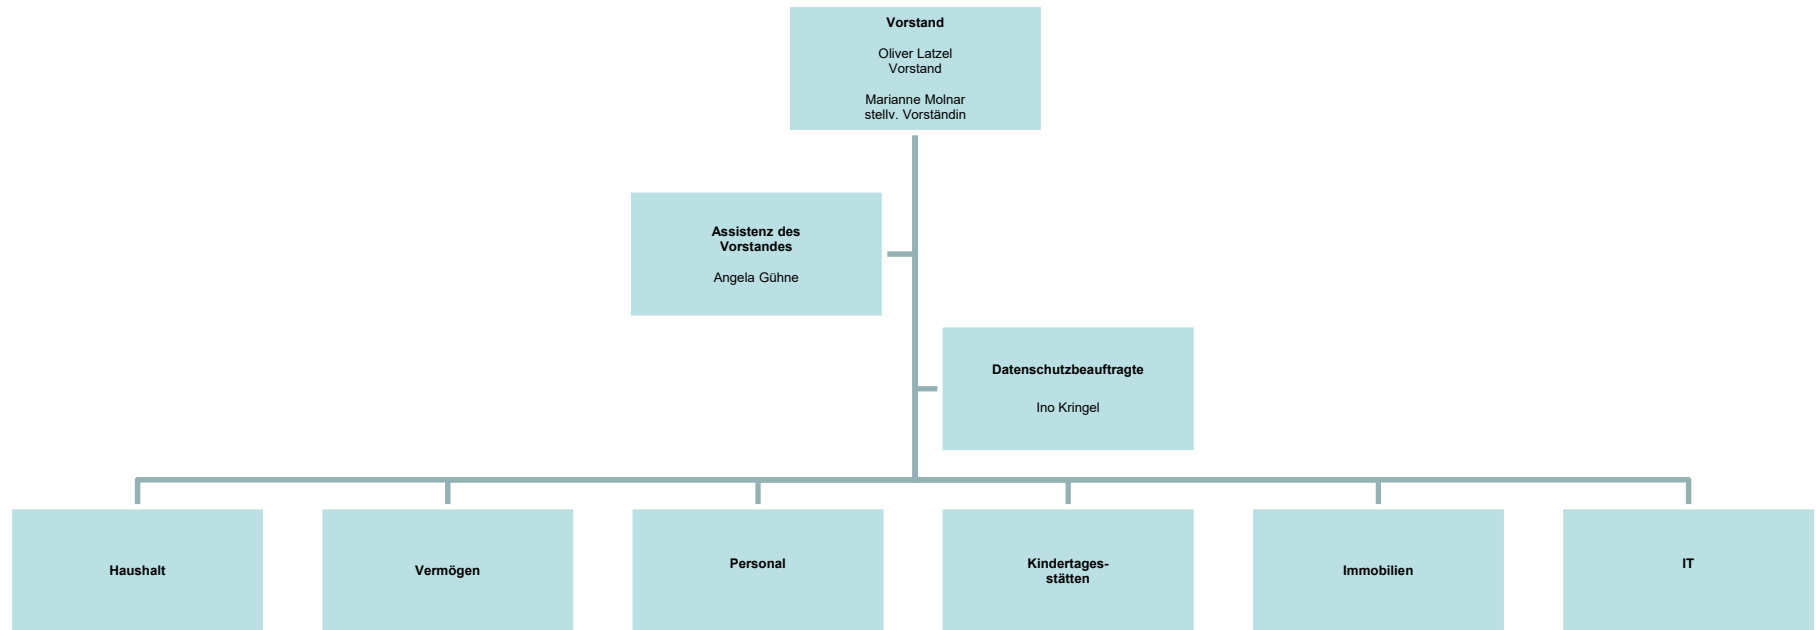 Vorstand
Oliver Latzel
Vorstand
Marianne Molnar
stellv. Vorständin
Assistenz des
Vorstandes
Angela Gühne
Datenschutzbeauftragte
Ino Kringel
Haushalt
Vermögen
Personal
Kindertages-
stätten
Immobilien
IT